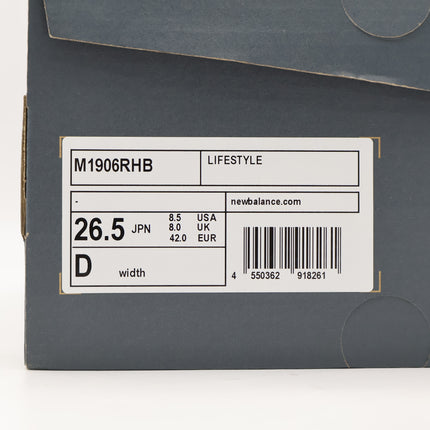 M1906RHB
LIFESTYLE
-
newbalance.com
26.5 JPN
8.5 USA
8.0 UK
42.0 EUR
D width
4 550362 918261